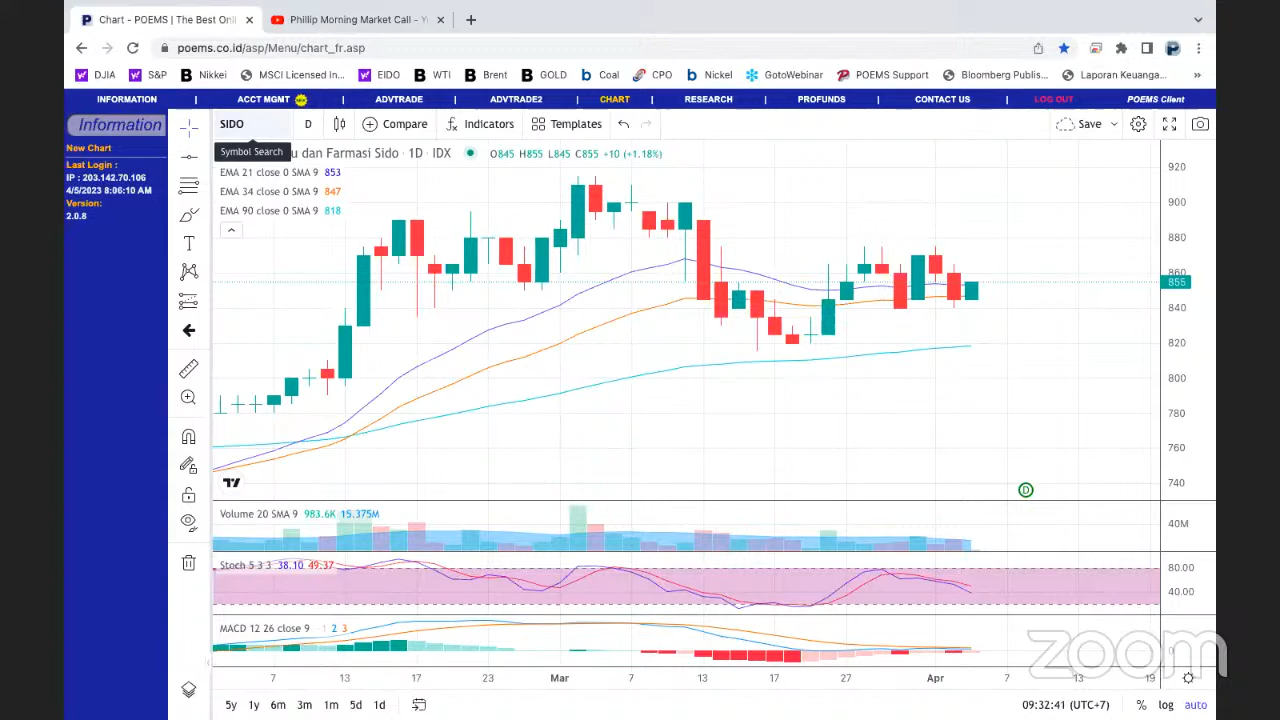 Chart - POEMS | The Best Onli
Phillip Morning Market Call - Y
poems.co.id/asp/Menu/chart_fr.asp
DJIA S&P Nikkei MSCI Licensed In... EIDO WTI Brent GOLD Coal CPO Nickel GotoWebinar POEMS Support Bloomberg Publis... Laporan Keuanga... »
INFORMATION | ACCT MGMT | ADVTRADE | ADVTRADE2 | CHART | RESEARCH | PROFUNDS | CONTACT US | LOG OUT POEMS Client
Information
New Chart
Last Login :
IP : 203.142.70.106
4/5/2023 8:06:10 AM
Version:
2.0.8
SIDO D Compare Indicators Templates Save
Symbol Search
u dan Farmasi Sido · 1D · IDX O845 H855 L845 C855 +10 (+1.18%)
EMA 21 close 0 SMA 9 853
EMA 34 close 0 SMA 9 847
EMA 90 close 0 SMA 9 818
920
900
880
860
855
840
820
800
780
760
740
D
Volume 20 SMA 9 983.6K 15.375M
40M
Stoch 5 3 3 38.10 49.37
80.00
40.00
MACD 12 26 close 9 1 2 3
0
zoom
7 13 17 23 Mar 7 13 17 27 Apr 7 13 19
5y 1y 6m 3m 1m 5d 1d
09:32:41 (UTC+7) % log auto